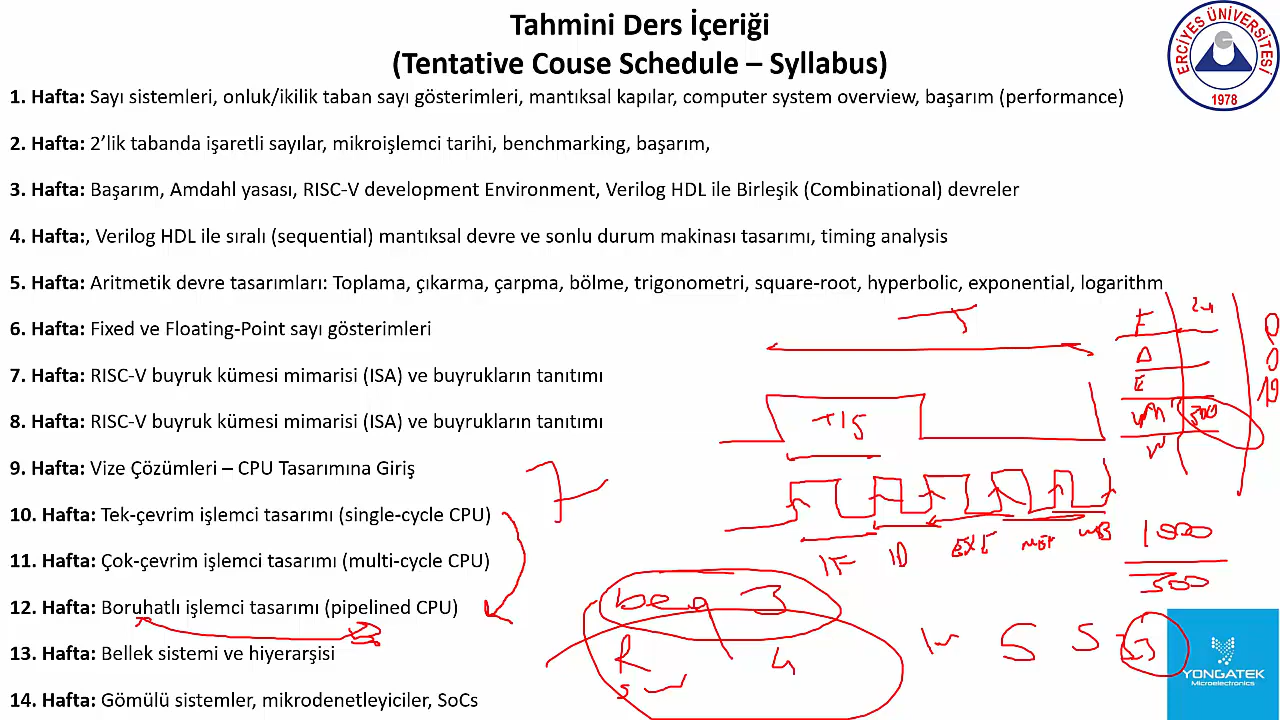 Tahmini Ders İçeriği
(Tentative Couse Schedule – Syllabus)
ERCİYES ÜNİVERSİTESİ
1978
1. Hafta: Sayı sistemleri, onluk/ikilik taban sayı gösterimleri, mantıksal kapılar, computer system overview, başarım (performance)
2. Hafta: 2’lik tabanda işaretli sayılar, mikroişlemci tarihi, benchmarking, başarım,
3. Hafta: Başarım, Amdahl yasası, RISC-V development Environment, Verilog HDL ile Birleşik (Combinational) devreler
4. Hafta:, Verilog HDL ile sıralı (sequential) mantıksal devre ve sonlu durum makinası tasarımı, timing analysis
5. Hafta: Aritmetik devre tasarımları: Toplama, çıkarma, çarpma, bölme, trigonometri, square-root, hyperbolic, exponential, logarithm
6. Hafta: Fixed ve Floating-Point sayı gösterimleri
7. Hafta: RISC-V buyruk kümesi mimarisi (ISA) ve buyrukların tanıtımı
8. Hafta: RISC-V buyruk kümesi mimarisi (ISA) ve buyrukların tanıtımı
9. Hafta: Vize Çözümleri – CPU Tasarımına Giriş
10. Hafta: Tek-çevrim işlemci tasarımı (single-cycle CPU)
11. Hafta: Çok-çevrim işlemci tasarımı (multi-cycle CPU)
12. Hafta: Boruhatlı işlemci tasarımı (pipelined CPU)
13. Hafta: Bellek sistemi ve hiyerarşisi
14. Hafta: Gömülü sistemler, mikrodenetleyiciler, SoCs
T
F
D
E
300
IF ID EXE MEM WB
1000
300
beq 3
R 4
5 5
YONGATEK
Microelectronics